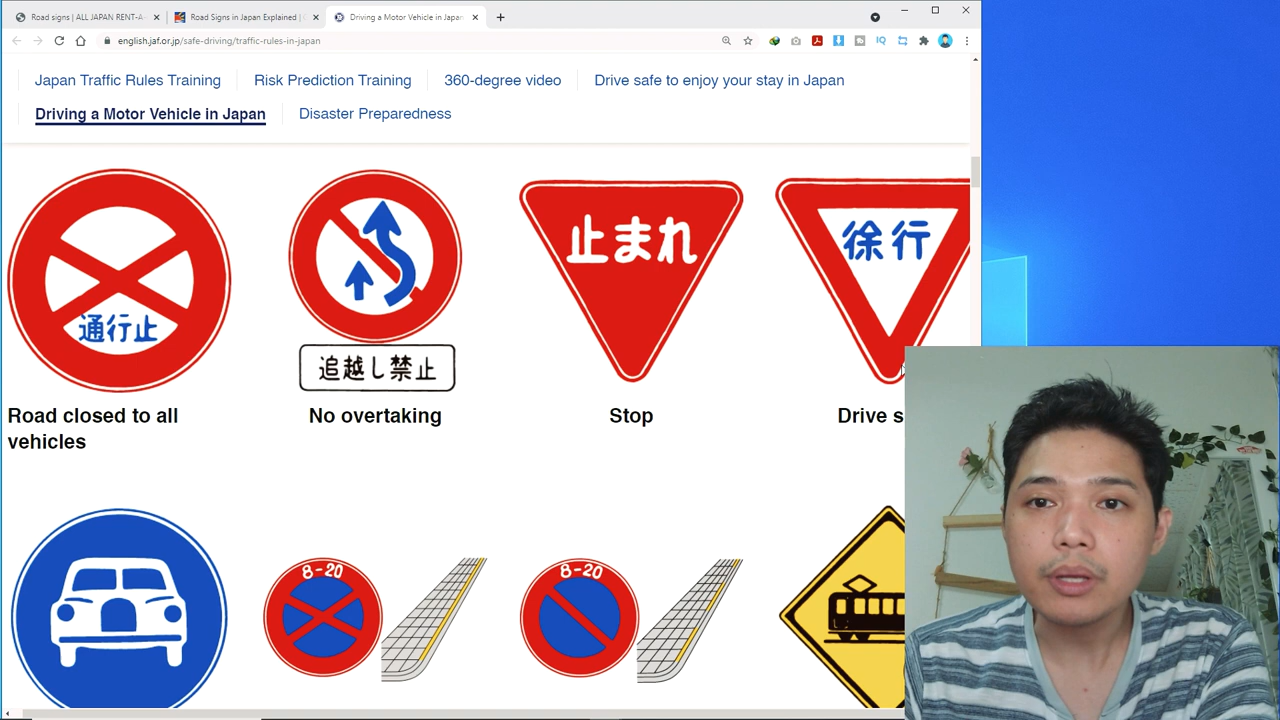 Road signs | ALL JAPAN RENT-A-
Road Signs in Japan Explained |
Driving a Motor Vehicle in Japan
english.jaf.or.jp/safe-driving/traffic-rules-in-japan
Japan Traffic Rules Training
Risk Prediction Training
360-degree video
Drive safe to enjoy your stay in Japan
Driving a Motor Vehicle in Japan
Disaster Preparedness
通行止
追越し禁止
止まれ
徐行
Road closed to all
vehicles
No overtaking
Stop
Drive s
8-20
8-20